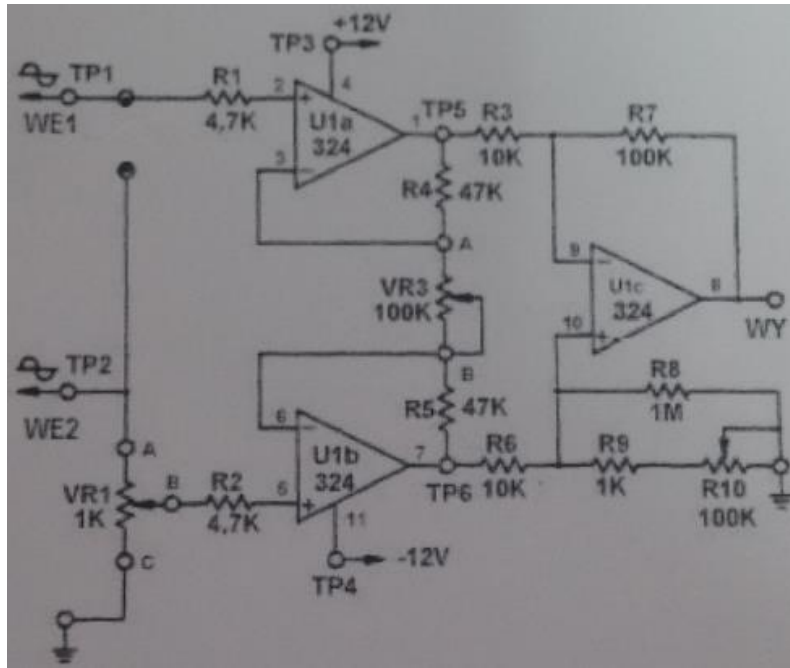 +12V
TP3
TP1
R1
2
4
WE1
4,7K
U1a
324
1
TP5
R3
10K
R7
100K
3
R4
47K
A
VR3
100K
9
U1c
324
8
WY
10
TP2
WE2
B
R8
1M
6
R5
47K
A
U1b
324
7
R6
10K
R9
1K
R10
100K
VR1
1K
B
R2
4,7K
5
TP6
11
C
-12V
TP4